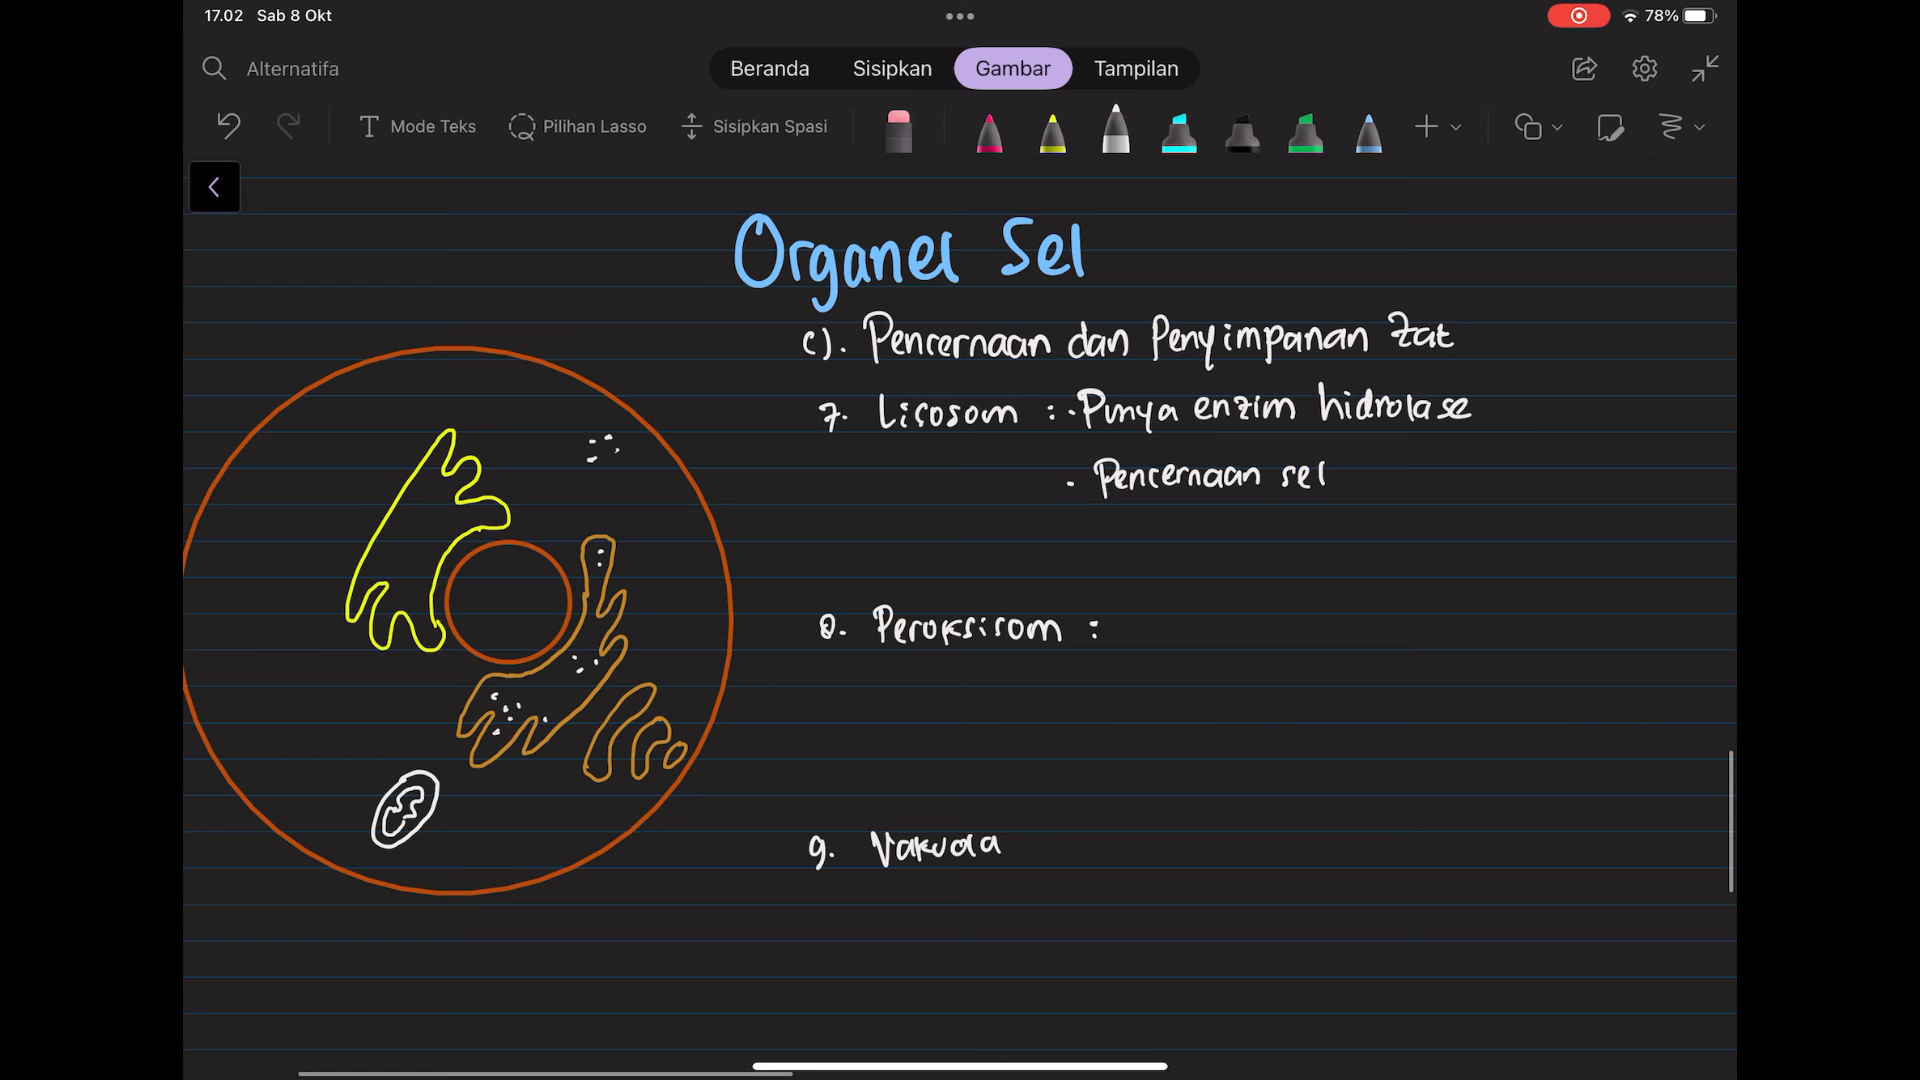 17.02 Sab 8 Okt
78%
Alternatifa
Beranda Sisipkan Gambar Tampilan
Mode Teks Pilihan Lasso Sisipkan Spasi
Organel Sel
c). Pencernaan dan Penyimpanan Zat
7. Lisosom : • Punya enzim hidrolase
• Pencernaan sel
8. Peroksisom :
9. Vakuola